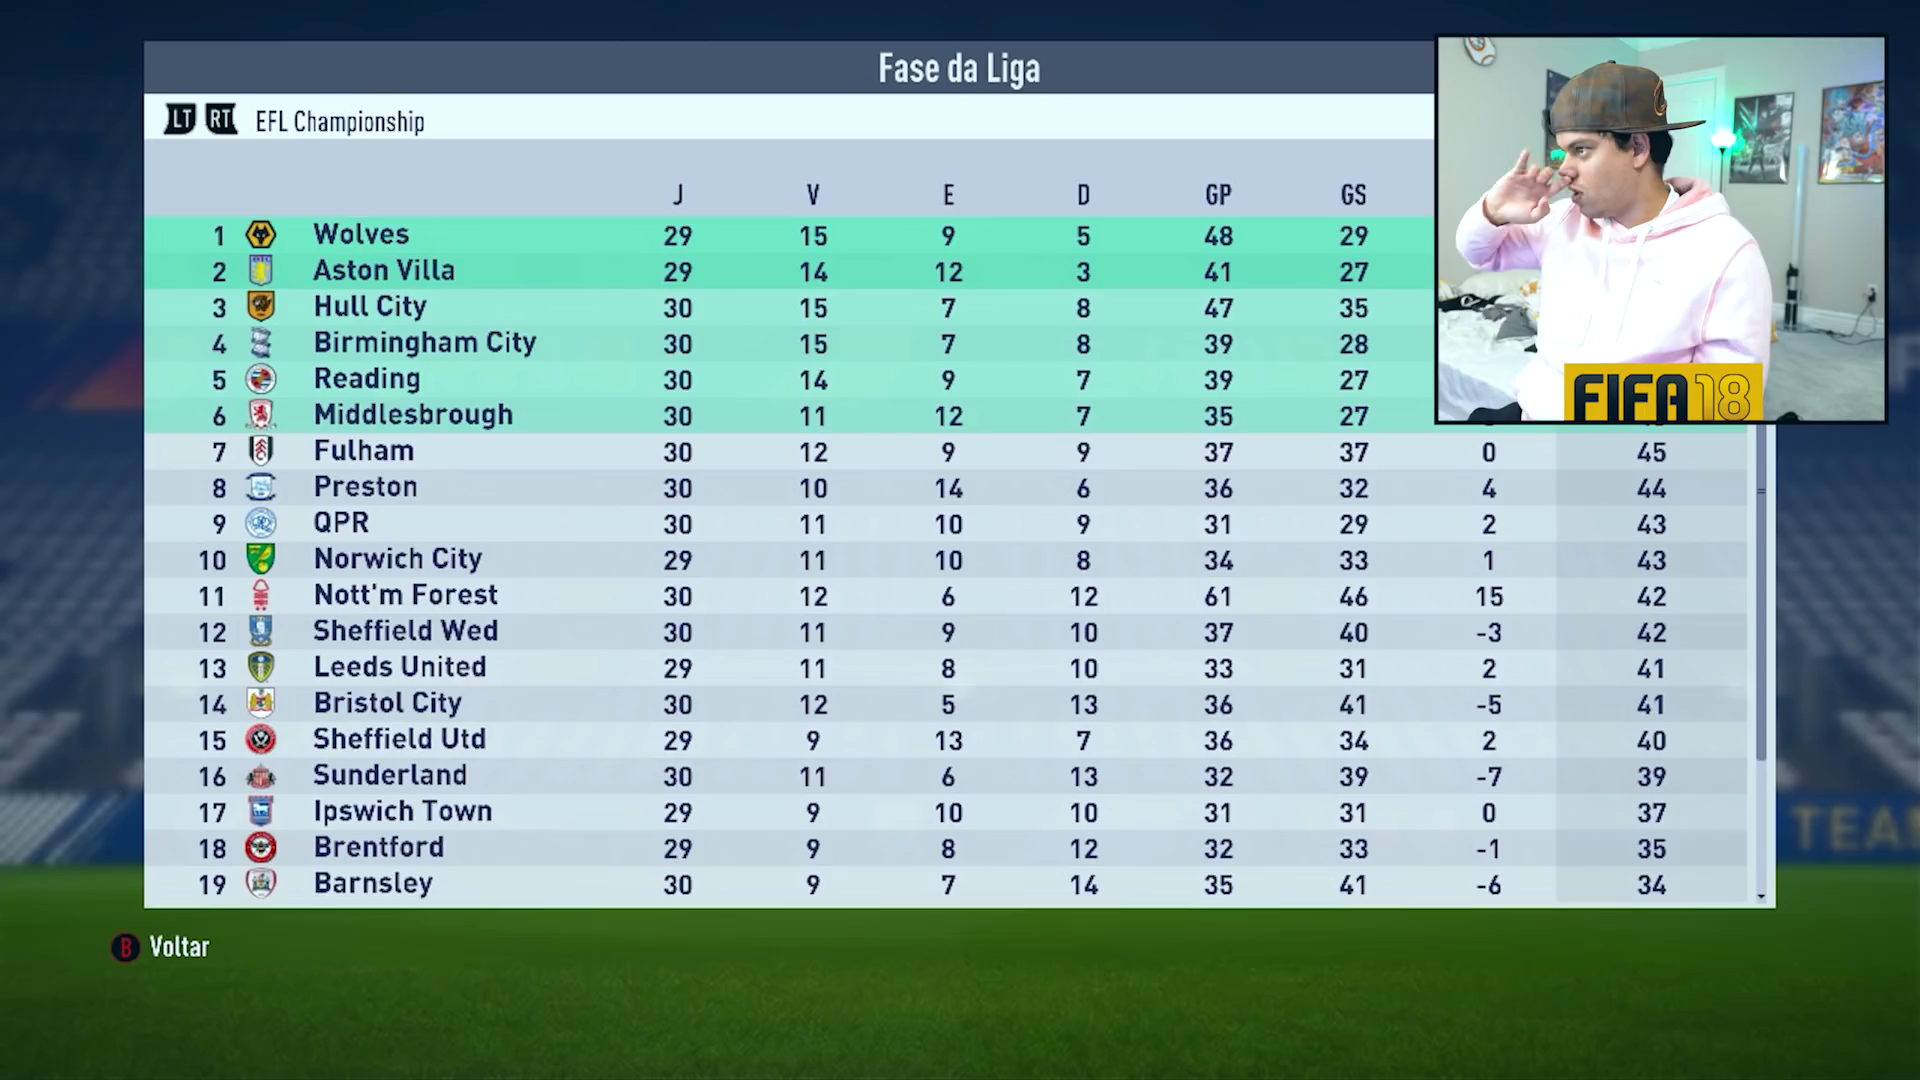 Fase da Liga
LT RT EFL Championship
J V E D GP GS
1 Wolves 29 15 9 5 48 29
2 Aston Villa 29 14 12 3 41 27
3 Hull City 30 15 7 8 47 35
4 Birmingham City 30 15 7 8 39 28
5 Reading 30 14 9 7 39 27
6 Middlesbrough 30 11 12 7 35 27
7 Fulham 30 12 9 9 37 37 0 45
8 Preston 30 10 14 6 36 32 4 44
9 QPR 30 11 10 9 31 29 2 43
10 Norwich City 29 11 10 8 34 33 1 43
11 Nott'm Forest 30 12 6 12 61 46 15 42
12 Sheffield Wed 30 11 9 10 37 40 -3 42
13 Leeds United 29 11 8 10 33 31 2 41
14 Bristol City 30 12 5 13 36 41 -5 41
15 Sheffield Utd 29 9 13 7 36 34 2 40
16 Sunderland 30 11 6 13 32 39 -7 39
17 Ipswich Town 29 9 10 10 31 31 0 37
18 Brentford 29 9 8 12 32 33 -1 35
19 Barnsley 30 9 7 14 35 41 -6 34
B Voltar
FIFA 18
TEA